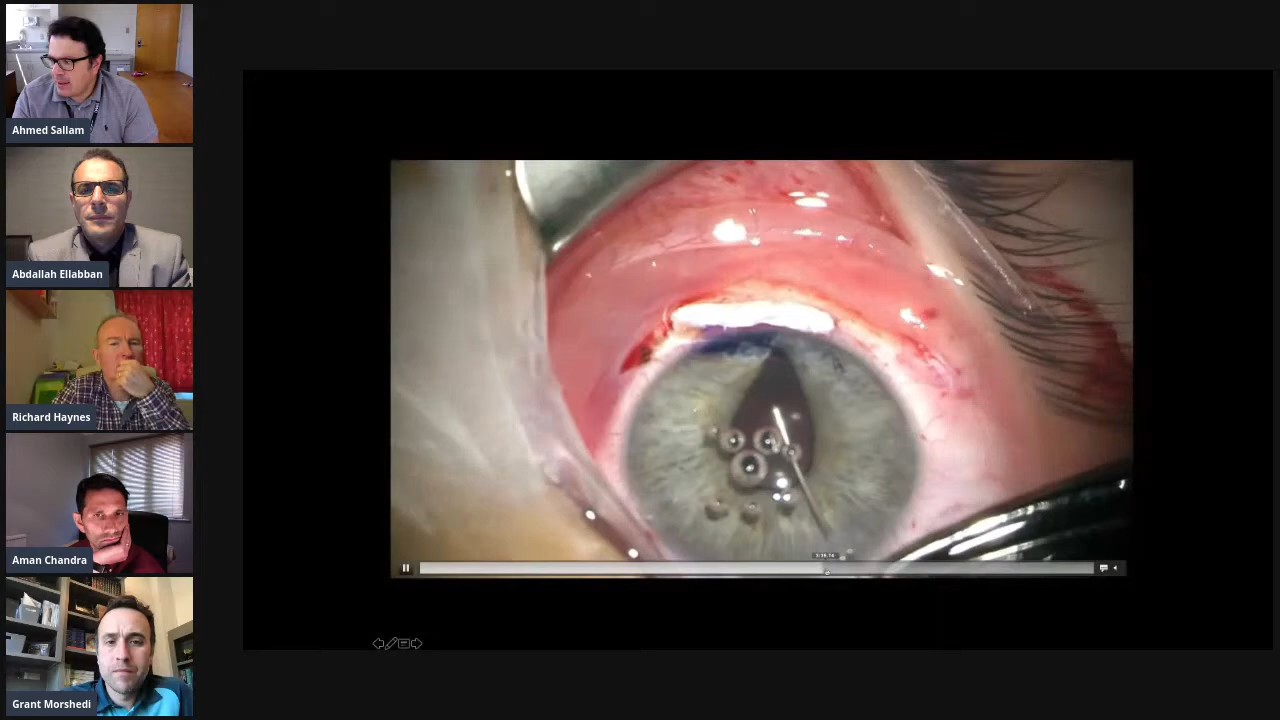 Ahmed Sallam
Abdallah Ellabban
Richard Haynes
Aman Chandra
Grant Morshedi